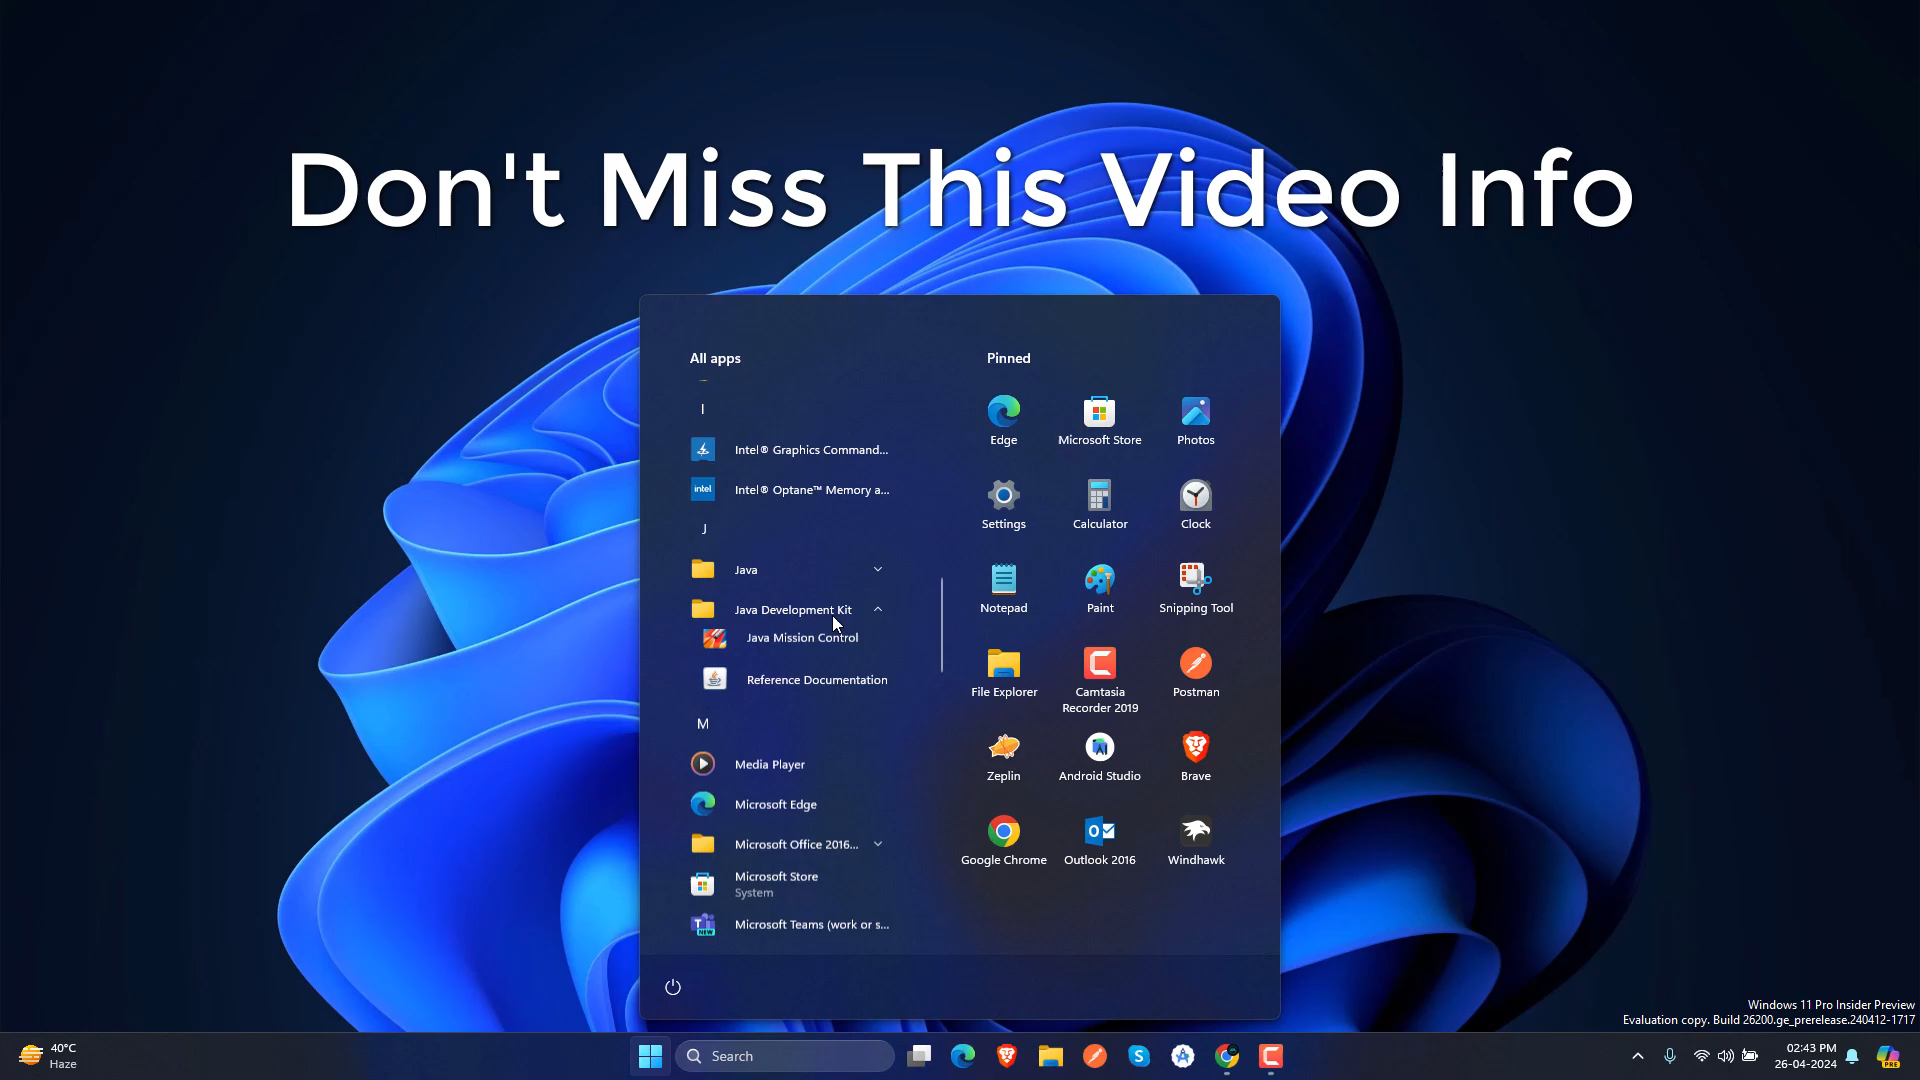 Don't Miss This Video Info
All apps
I
Intel® Graphics Command...
intel
Intel® Optane™ Memory a...
J
Java
Java Development Kit
Java Mission Control
Reference Documentation
M
Media Player
Microsoft Edge
Microsoft Office 2016...
Microsoft Store
System
Microsoft Teams (work or s...
NEW
Pinned
Edge
Microsoft Store
Photos
Settings
Calculator
Clock
Notepad
Paint
Snipping Tool
File Explorer
Camtasia
Recorder 2019
Postman
Zeplin
Android Studio
Brave
Google Chrome
Outlook 2016
Windhawk
Windows 11 Pro Insider Preview
Evaluation copy. Build 26200.ge_prerelease.240412-1717
40°C
Haze
Search
02:43 PM
26-04-2024
PRE